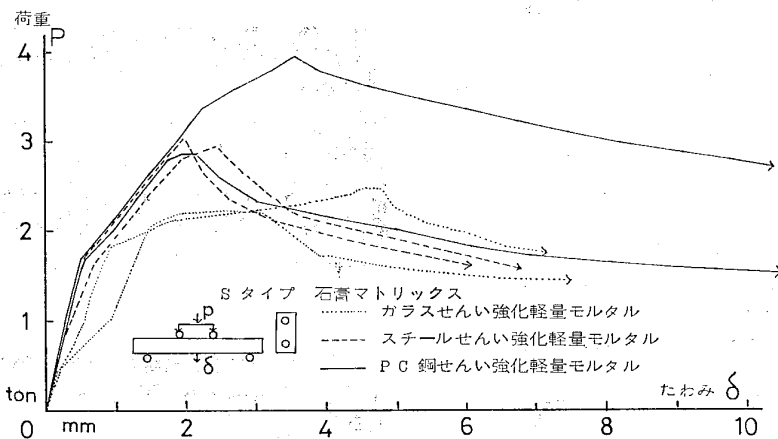 荷重
P
4
3
2
1
ton
0
mm
2
4
6
8
10
たわみ δ
Sタイプ 石膏マトリックス
P
δ
ガラスせんい強化軽量モルタル
スチールせんい強化軽量モルタル
PC鋼せんい強化軽量モルタル